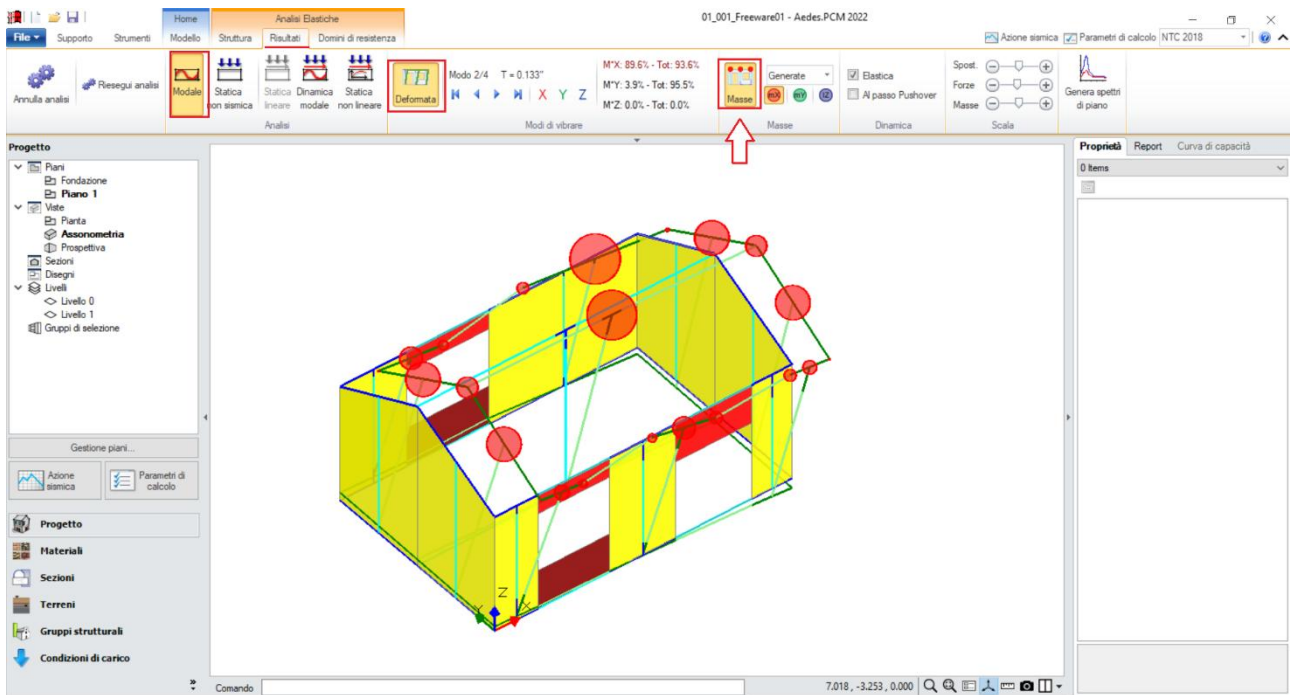 01_001_Freeware01 - Aedes.PCM 2022
Home
Analisi Elastiche
File
Supporto
Strumenti
Modello
Struttura
Risultati
Domini di resistenza
Azione sismica
Parametri di calcolo
NTC 2018
Annulla analisi
Riesegui analisi
Modale
Statica non sismica
Statica lineare
Dinamica modale
Statica non lineare
Analisi
Deformata
Modo 2/4 T = 0.133"
X Y Z
M*X: 89.6% - Tot: 93.6%
M*Y: 3.9% - Tot: 95.5%
M*Z: 0.0% - Tot: 0.0%
Modi di vibrare
Masse
Generate
mX mY IZ
Masse
Elastica
Al passo Pushover
Dinamica
Spost.
Forze
Masse
Scala
Genera spettri
di piano
Progetto
Piani
Fondazione
Piano 1
Viste
Pianta
Assonometria
Prospettiva
Sezioni
Disegni
Livelli
Livello 0
Livello 1
Gruppi di selezione
Gestione piani...
Azione sismica
Parametri di calcolo
Progetto
Materiali
Sezioni
Terreni
Gruppi strutturali
Condizioni di carico
Z
Y X
Proprietà Report Curva di capacità
0 Items
Comando
7.018 , -3.253 , 0.000